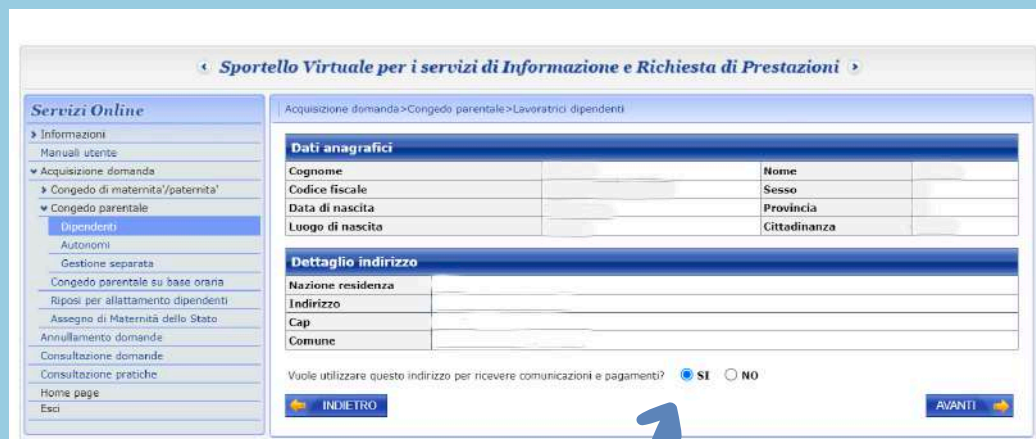 Sportello Virtuale per i servizi di Informazione e Richiesta di Prestazioni
Servizi Online
Informazioni
Manuali utente
Acquisizione domanda
Congedo di maternita'/paternita'
Congedo parentale
Dipendenti
Autonomi
Gestione separata
Congedo parentale su base oraria
Riposi per allattamento dipendenti
Assegno di Maternità dello Stato
Annullamento domande
Consultazione domande
Consultazione pratiche
Home page
Esci
Acquisizione domanda>Congedo parentale>Lavoratrici dipendenti
Dati anagrafici
Cognome Nome
Codice fiscale Sesso
Data di nascita Provincia
Luogo di nascita Cittadinanza
Dettaglio indirizzo
Nazione residenza
Indirizzo
Cap
Comune
Vuole utilizzare questo indirizzo per ricevere comunicazioni e pagamenti? SI NO
INDIETRO AVANTI